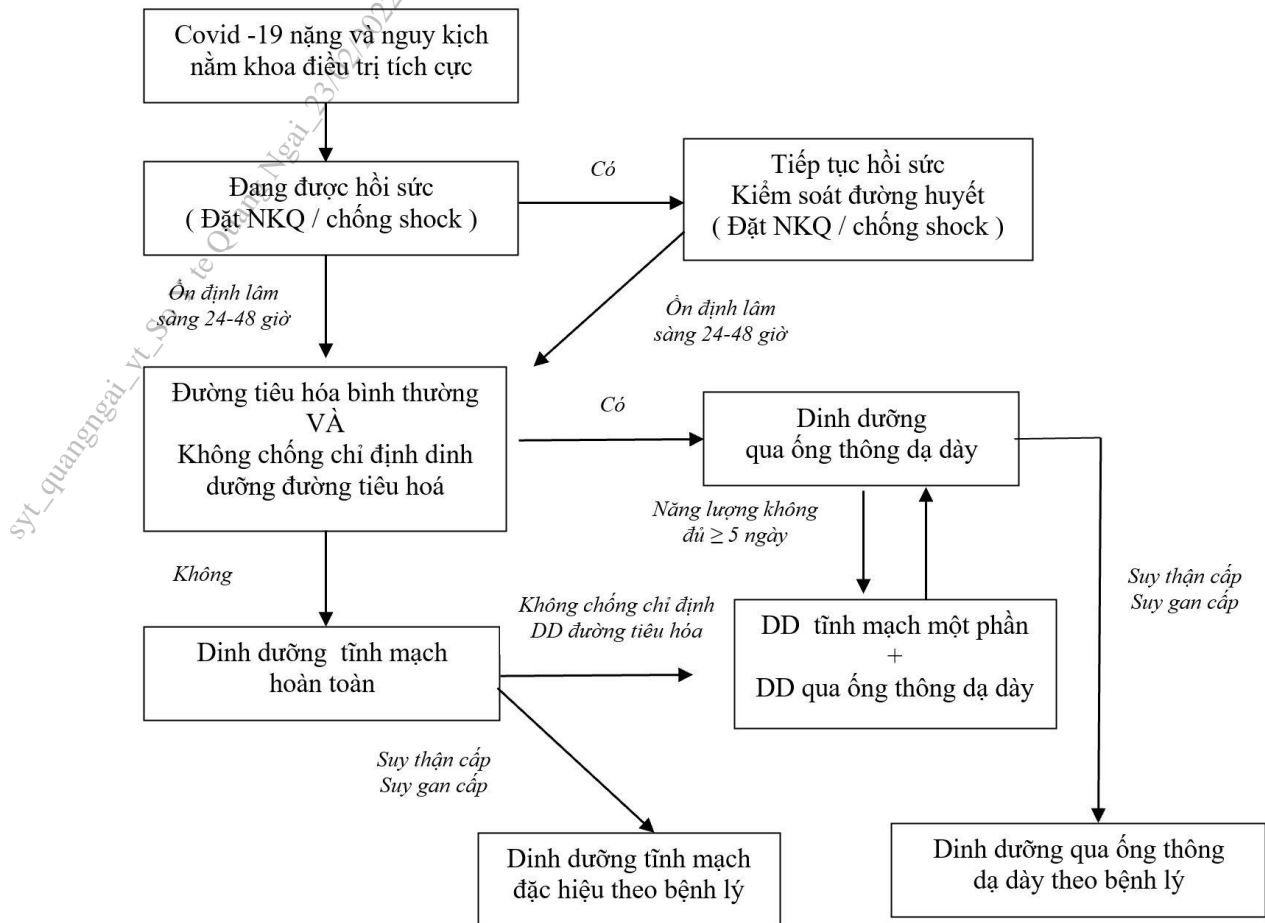 Covid -19 nặng và nguy kịch
nằm khoa điều trị tích cực
Đang được hồi sức
( Đặt NKQ / chống shock )
Có
Tiếp tục hồi sức
Kiểm soát đường huyết
( Đặt NKQ / chống shock )
Ổn định lâm
sàng 24-48 giờ
Ổn định lâm
sàng 24-48 giờ
Đường tiêu hóa bình thường
VÀ
Không chống chỉ định dinh
dưỡng đường tiêu hoá
Có
Dinh dưỡng
qua ống thông dạ dày
Năng lượng không
đủ ≥ 5 ngày
Không
Suy thận cấp
Suy gan cấp
Không chống chỉ định
DD đường tiêu hóa
Dinh dưỡng tĩnh mạch
hoàn toàn
DD tĩnh mạch một phần
+
DD qua ống thông dạ dày
Suy thận cấp
Suy gan cấp
Dinh dưỡng tĩnh mạch
đặc hiệu theo bệnh lý
Dinh dưỡng qua ống thông
dạ dày theo bệnh lý
syt_quangngai_vt_So Y te Quang Ngai_23/02/2022